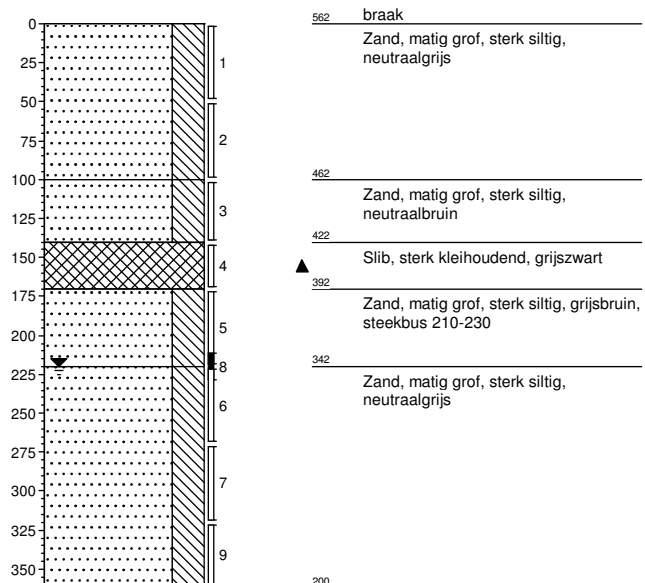 0
25
50
75
100
125
150
175
200
225
250
275
300
325
350
1
2
3
4
5
8
6
7
9
562 braak
Zand, matig grof, sterk siltig,
neutraalgrijs
462
Zand, matig grof, sterk siltig,
neutraalbruin
422
Slib, sterk kleihoudend, grijszwart
392
Zand, matig grof, sterk siltig, grijsbruin,
steekbus 210-230
342
Zand, matig grof, sterk siltig,
neutraalgrijs
200